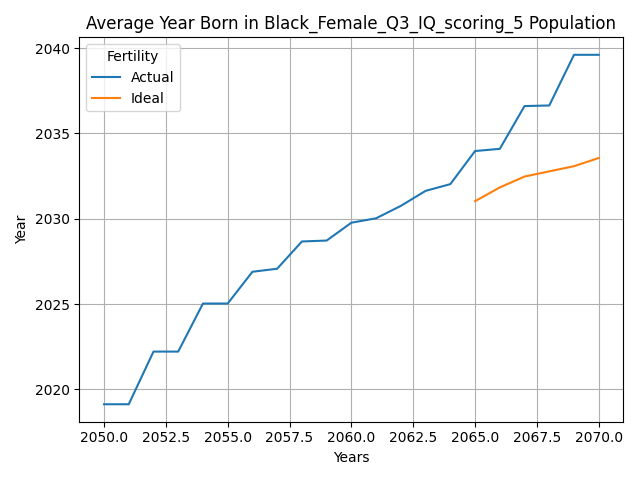 Average Year Born in Black_Female_Q3_IQ_scoring_5 Population
Fertility
Actual
Ideal
2040
2035
2030
2025
2020
Year
2050.0 2052.5 2055.0 2057.5 2060.0 2062.5 2065.0 2067.5 2070.0
Years